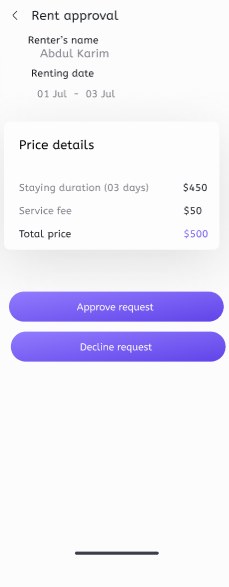 Rent approval
Renter's name
Abdul Karim
Renting date
01 Jul - 03 Jul
Price details
Staying duration (03 days) $450
Service fee $50
Total price $500
Approve request
Decline request